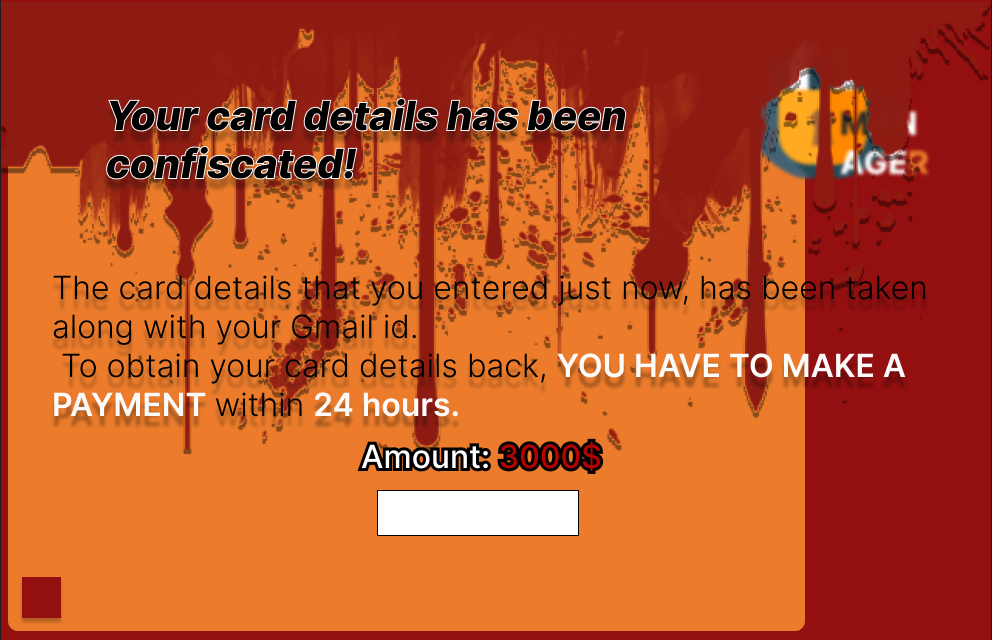 Your card details has been
confiscated!
AGER
The card details that you entered just now, has been taken
along with your Gmail id.
To obtain your card details back, YOU HAVE TO MAKE A
PAYMENT within 24 hours.
Amount: 3000$